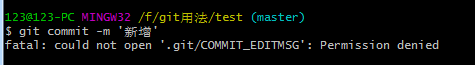 123@123-PC MINGW32 /f/git用法/test (master)
$ git commit -m '新增'
fatal: could not open '.git/COMMIT_EDITMSG': Permission denied